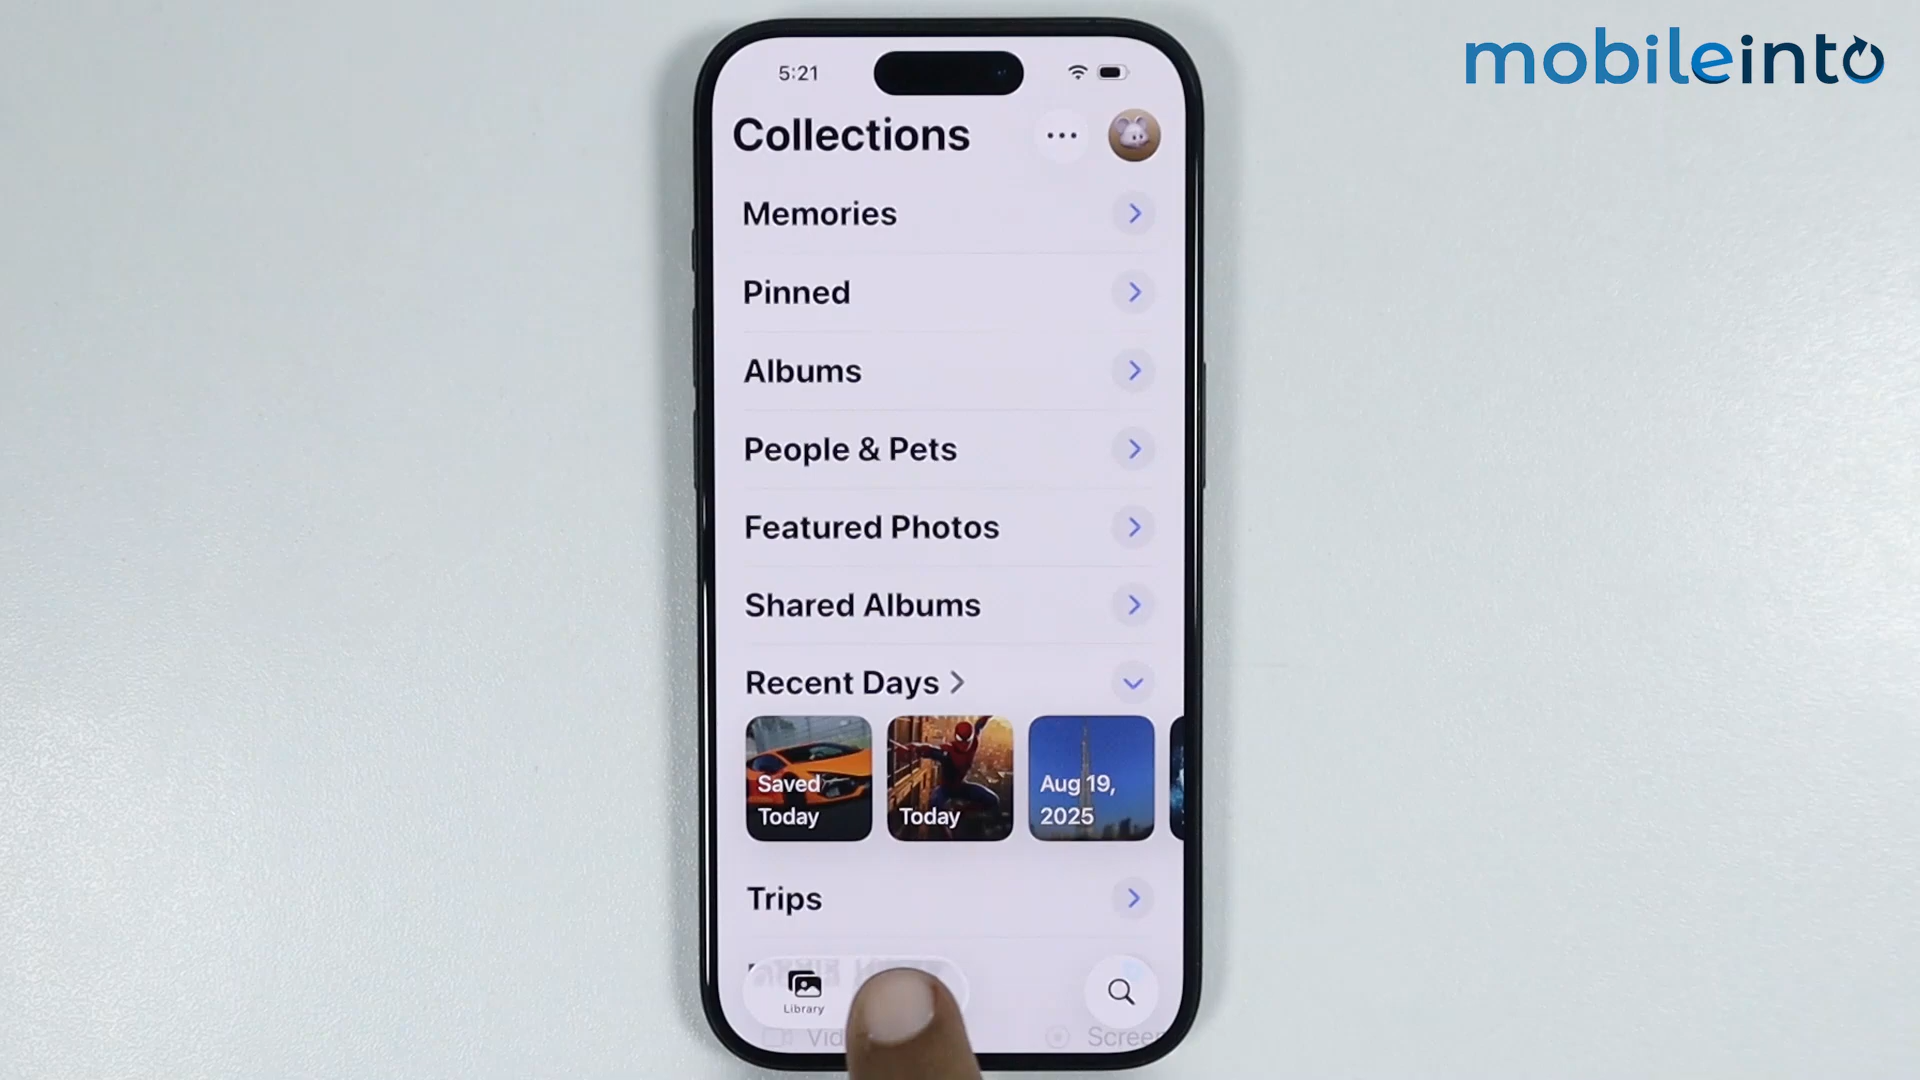 mobileinto
5:21
Collections
Memories
Pinned
Albums
People & Pets
Featured Photos
Shared Albums
Recent Days
Saved
Today
Today
Aug 19,
2025
Trips
Library